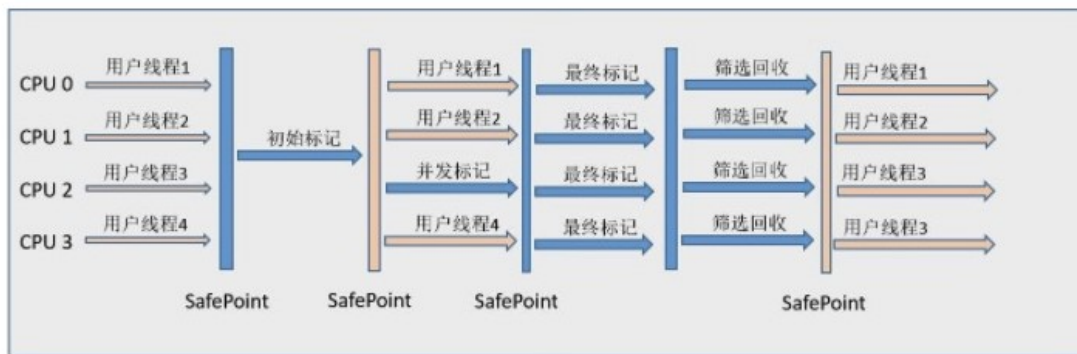 CPU 0 用户线程1 用户线程1 最终标记 筛选回收 用户线程1
CPU 1 用户线程2 初始标记 用户线程2 最终标记 筛选回收 用户线程2
CPU 2 用户线程3 并发标记 最终标记 筛选回收 用户线程3
CPU 3 用户线程4 用户线程4 最终标记 筛选回收 用户线程3
SafePoint SafePoint SafePoint SafePoint